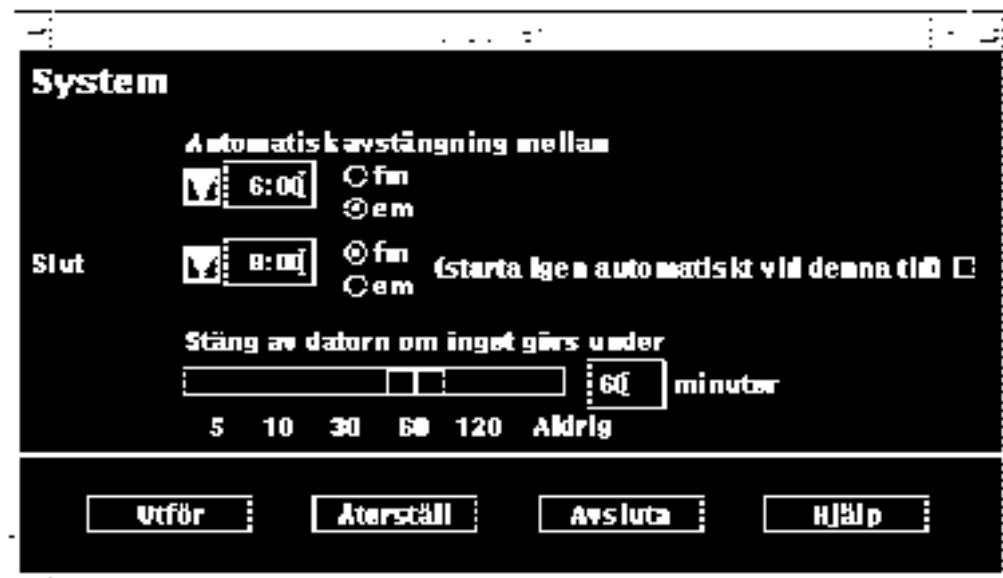 System
Automatisk avstängning mellan
6:00 fm
em
Slut 8:00 fm (starta igen automatiskt vid denna tid)
em
Stäng av datorn om inget görs under
60 minuter
5 10 30 60 120 Aldrig
Utför Återställ Avsluta Hjälp